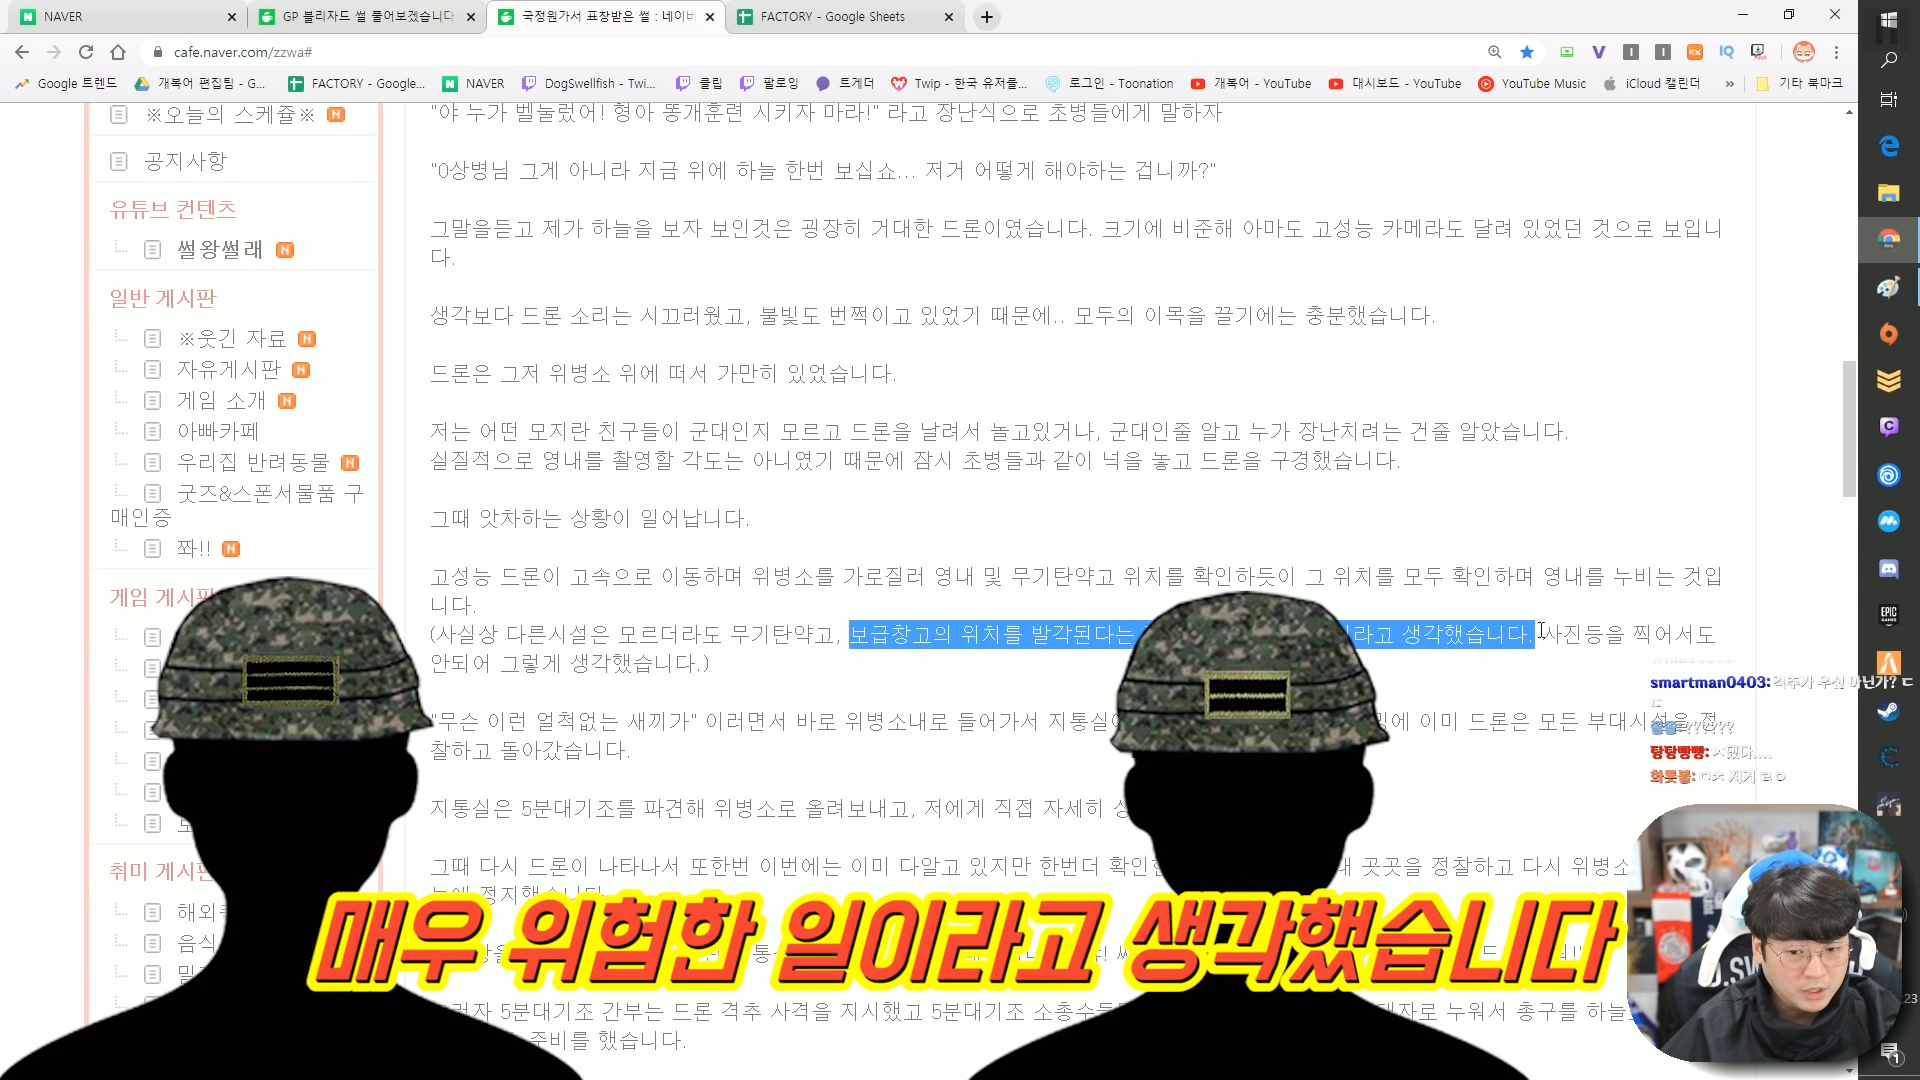 NAVER
GP 블리자드 썰 풀어보겠습니다
국정원가서 표창받은 썰 : 네이버
FACTORY - Google Sheets
cafe.naver.com/zzwa#
Google 트렌드
개복어 편집팀 - G...
FACTORY - Google...
NAVER
DogSwellfish - Twi...
클립
팔로잉
트게더
Twip - 한국 유저를...
로그인 - Toonation
개복어 - YouTube
대시보드 - YouTube
YouTube Music
iCloud 캘린더
»
기타 북마크
※오늘의 스케쥴※
공지사항
유튜브 컨텐츠
썰왕썰래
일반 게시판
※웃긴 자료
자유게시판
게임 소개
아빠카페
우리집 반려동물
굿즈&스폰서물품 구
매인증
쫘!!
게임 게시판
취미 게시판
해외
음식
"야 누가 벨눌렀어! 형아 똥개훈련 시키자 마라!" 라고 장난식으로 초병들에게 말하자
"0상병님 그게 아니라 지금 위에 하늘 한번 보십쇼... 저거 어떻게 해야하는 겁니까?"
그말을듣고 제가 하늘을 보자 보인것은 굉장히 거대한 드론이였습니다. 크기에 비준해 아마도 고성능 카메라도 달려 있었던 것으로 보입니
다.
생각보다 드론 소리는 시끄러웠고, 불빛도 번쩍이고 있었기 때문에.. 모두의 이목을 끌기에는 충분했습니다.
드론은 그저 위병소 위에 떠서 가만히 있었습니다.
저는 어떤 모지란 친구들이 군대인지 모르고 드론을 날려서 놀고있거나, 군대인줄 알고 누가 장난치려는 건줄 알았습니다.
실질적으로 영내를 촬영할 각도는 아니였기 때문에 잠시 초병들과 같이 넋을 놓고 드론을 구경했습니다.
그때 앗차하는 상황이 일어납니다.
고성능 드론이 고속으로 이동하며 위병소를 가로질러 영내 및 무기탄약고 위치를 확인하듯이 그 위치를 모두 확인하며 영내를 누비는 것입
니다.
(사실상 다른시설은 모르더라도 무기탄약고, 보급창고의 위치를 발각된다는 라고 생각했습니다. 사진등을 찍어서도
안되어 그렇게 생각했습니다.)
"무슨 이런 얼척없는 새끼가" 이러면서 바로 위병소내로 들어가서 지통실에 이미 드론은 모든 부대시설을 정
찰하고 돌아갔습니다.
지통실은 5분대기조를 파견해 위병소로 올려보내고, 저에게 직접 자세히
그때 다시 드론이 나타나서 또한번 이번에는 이미 다알고 있지만 한번더 확인 곳곳을 정찰하고 다시 위병소
5분대기조 간부는 드론 격추 사격을 지시했고 5분대기조 소총수들 누워서 총구를 하늘
준비를 했습니다.
smartman0403: 격추가 우선 아닌가? ㄷ
ㄷ
??????
탕탕빵빵: ㅈ됐다....
매우 위험한 일이라고 생각했습니다